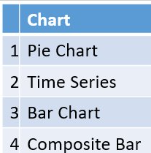 Chart
1 Pie Chart
2 Time Series
3 Bar Chart
4 Composite Bar